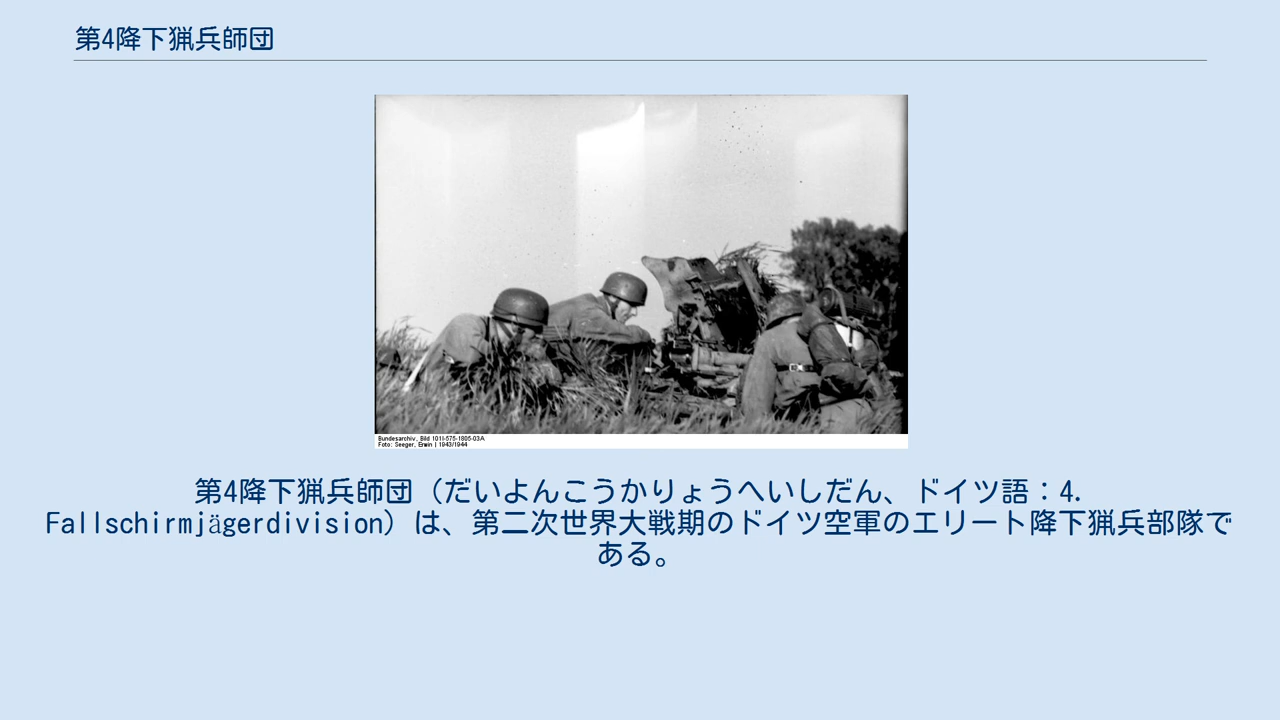 第4降下猟兵師団
Bundesarchiv, Bild 101I-575-1805-03A
Foto: Seeger, Erwin | 1943/1944
第4降下猟兵師団（だいよんこうかりょうへいしだん、ドイツ語：4.
Fallschirmjägerdivision）は、第二次世界大戦期のドイツ空軍のエリート降下猟兵部隊で
ある。